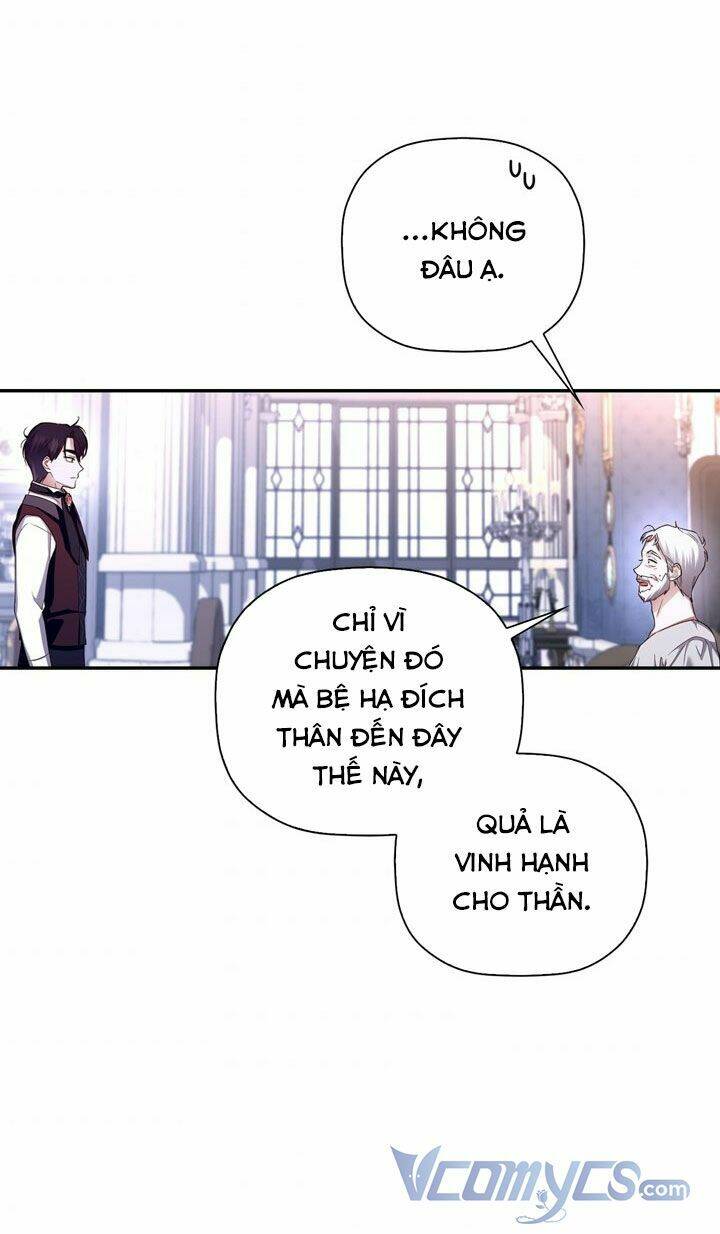 ...KHÔNG
ĐÂU Ạ.
CHỈ VÌ
CHUYỆN ĐÓ
MÀ BỆ HẠ ĐÍCH
THÂN ĐẾN ĐÂY
THẾ NÀY,
QUẢ LÀ
VINH HẠNH
CHO THẦN.
VCOMYCS.com